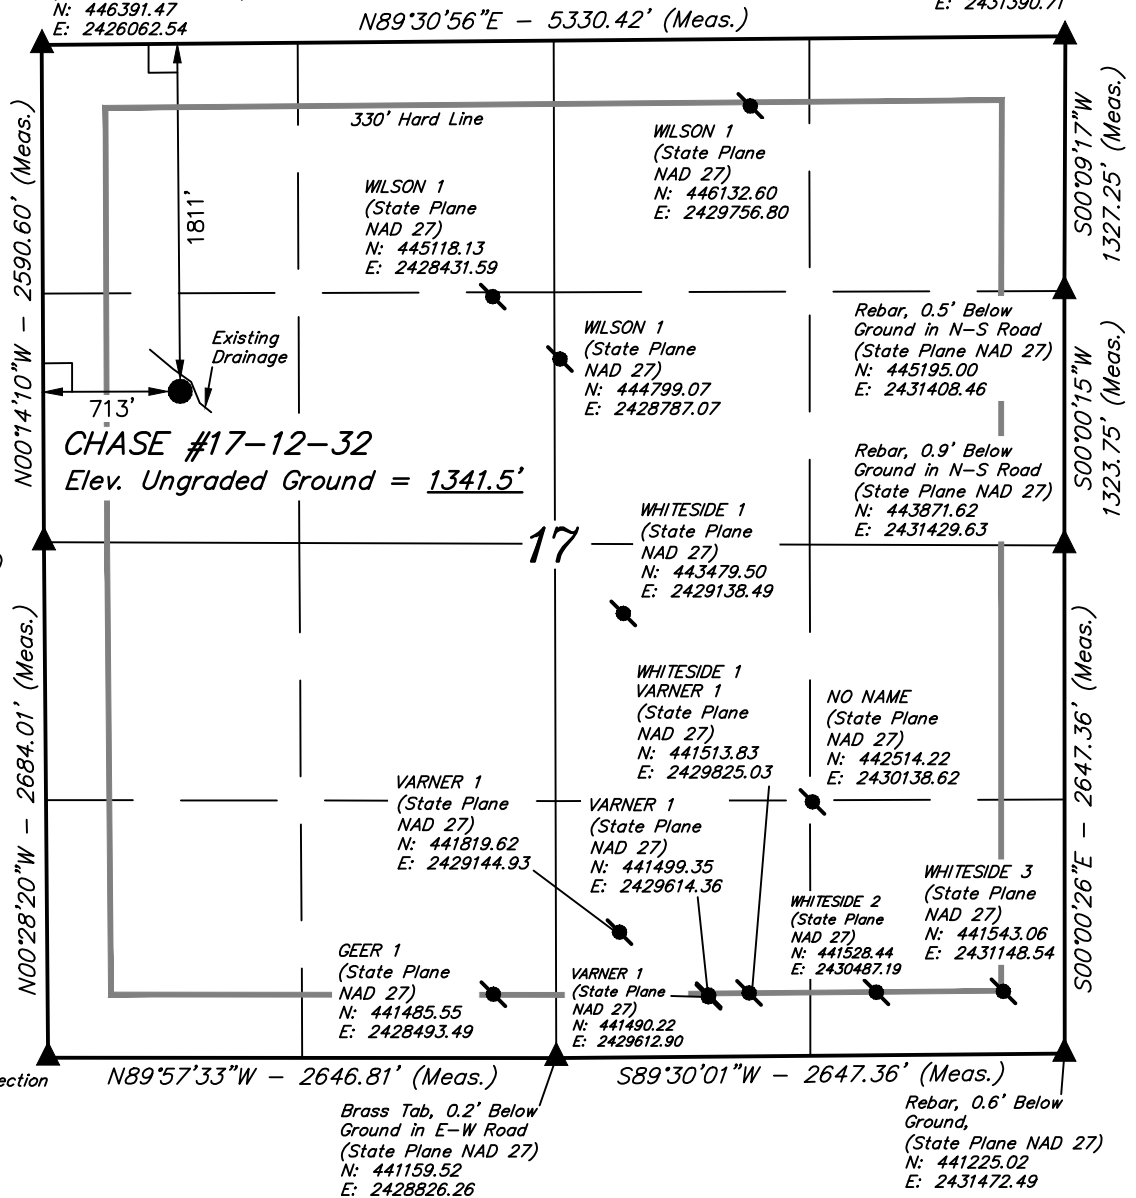 N: 446391.47
E: 2426062.54
N89°30'56"E – 5330.42' (Meas.)
E: 2431390.71
330' Hard Line
WILSON 1
(State Plane
NAD 27)
N: 446132.60
E: 2429756.80
WILSON 1
(State Plane
NAD 27)
N: 445118.13
E: 2428431.59
1811'
N00°14'10"W – 2590.60' (Meas.)
S00°09'17"W
1327.25' (Meas.)
Existing
Drainage
WILSON 1
(State Plane
NAD 27)
N: 444799.07
E: 2428787.07
Rebar, 0.5' Below
Ground in N–S Road
(State Plane NAD 27)
N: 445195.00
E: 2431408.46
713'
CHASE #17–12–32
Elev. Ungraded Ground = 1341.5'
S00°00'15"W
1323.75' (Meas.)
Rebar, 0.9' Below
Ground in N–S Road
(State Plane NAD 27)
N: 443871.62
E: 2431429.63
WHITESIDE 1
(State Plane
NAD 27)
N: 443479.50
E: 2429138.49
17
WHITESIDE 1
VARNER 1
(State Plane
NAD 27)
N: 441513.83
E: 2429825.03
NO NAME
(State Plane
NAD 27)
N: 442514.22
E: 2430138.62
N00°28'20"W – 2684.01' (Meas.)
S00°00'26"E – 2647.36' (Meas.)
VARNER 1
(State Plane
NAD 27)
N: 441819.62
E: 2429144.93
VARNER 1
(State Plane
NAD 27)
N: 441499.35
E: 2429614.36
WHITESIDE 2
(State Plane
NAD 27)
N: 441528.44
E: 2430487.19
WHITESIDE 3
(State Plane
NAD 27)
N: 441543.06
E: 2431148.54
GEER 1
(State Plane
NAD 27)
N: 441485.55
E: 2428493.49
VARNER 1
(State Plane
NAD 27)
N: 441490.22
E: 2429612.90
ection
N89°57'33"W – 2646.81' (Meas.)
S89°30'01"W – 2647.36' (Meas.)
Brass Tab, 0.2' Below
Ground in E–W Road
(State Plane NAD 27)
N: 441159.52
E: 2428826.26
Rebar, 0.6' Below
Ground,
(State Plane NAD 27)
N: 441225.02
E: 2431472.49